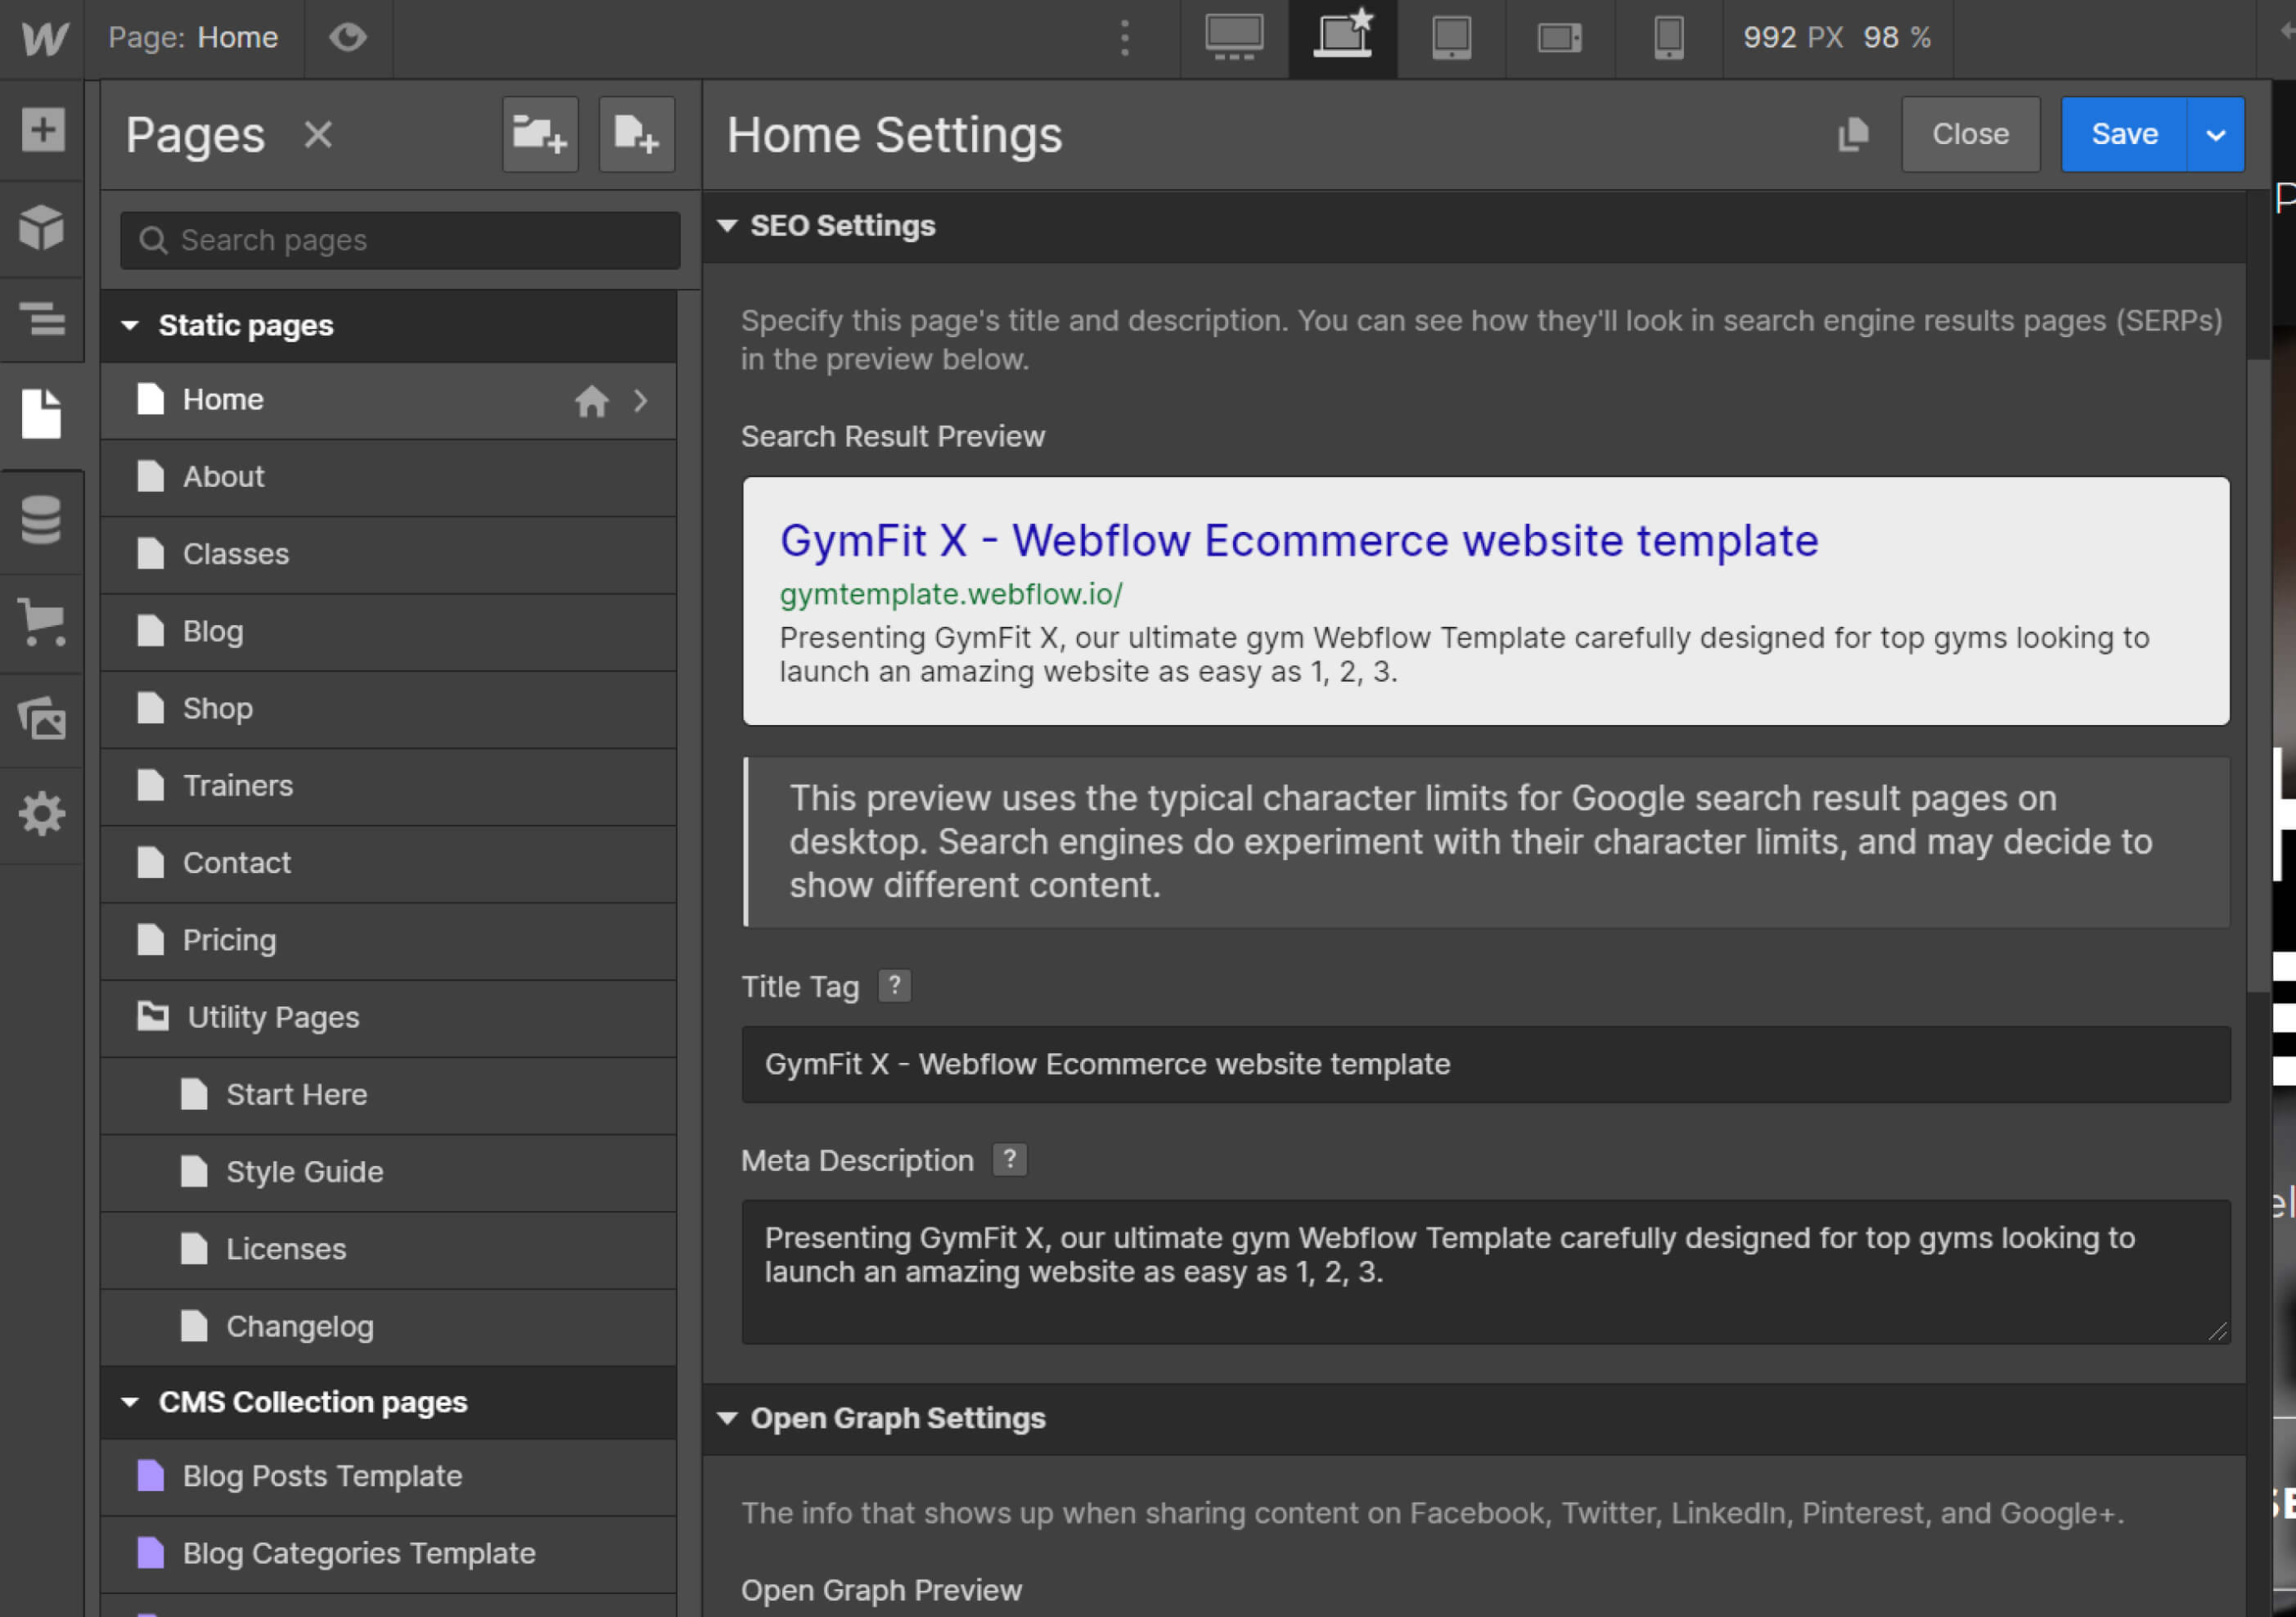 Page: Home
992 PX 98 %
Pages
Search pages
Static pages
Home
About
Classes
Blog
Shop
Trainers
Contact
Pricing
Utility Pages
Start Here
Style Guide
Licenses
Changelog
CMS Collection pages
Blog Posts Template
Blog Categories Template
Home Settings
Close
Save
SEO Settings
Specify this page's title and description. You can see how they'll look in search engine results pages (SERPs)
in the preview below.
Search Result Preview
GymFit X - Webflow Ecommerce website template
gymtemplate.webflow.io/
Presenting GymFit X, our ultimate gym Webflow Template carefully designed for top gyms looking to
launch an amazing website as easy as 1, 2, 3.
This preview uses the typical character limits for Google search result pages on
desktop. Search engines do experiment with their character limits, and may decide to
show different content.
Title Tag ?
GymFit X - Webflow Ecommerce website template
Meta Description ?
Presenting GymFit X, our ultimate gym Webflow Template carefully designed for top gyms looking to
launch an amazing website as easy as 1, 2, 3.
Open Graph Settings
The info that shows up when sharing content on Facebook, Twitter, LinkedIn, Pinterest, and Google+.
Open Graph Preview